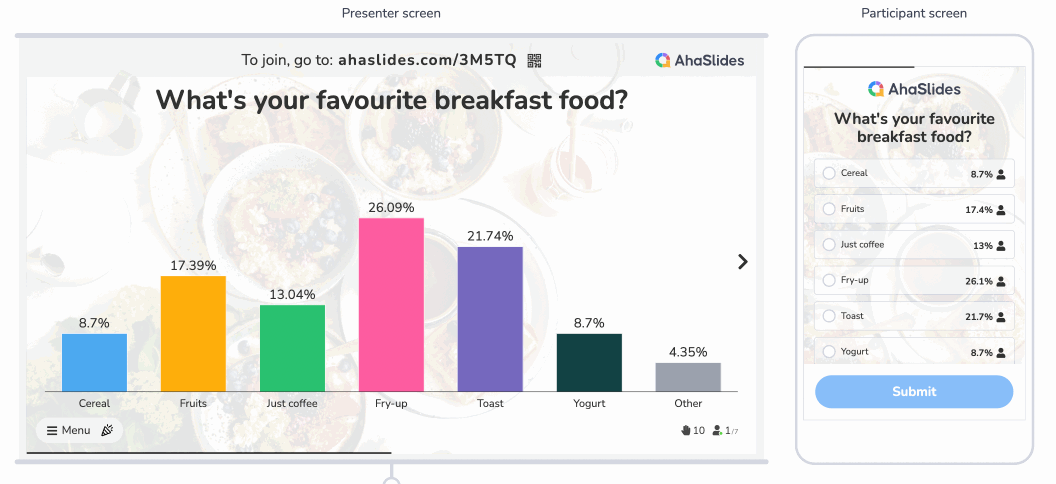 Presenter screen
To join, go to: ahaslides.com/3M5TQ
AhaSlides
What's your favourite breakfast food?
26.09%
21.74%
17.39%
13.04%
8.7%
8.7%
4.35%
Cereal
Fruits
Just coffee
Fry-up
Toast
Yogurt
Other
Menu
10
1/7
Participant screen
AhaSlides
What's your favourite
breakfast food?
Cereal 8.7%
Fruits 17.4%
Just coffee 13%
Fry-up 26.1%
Toast 21.7%
Yogurt 8.7%
Submit